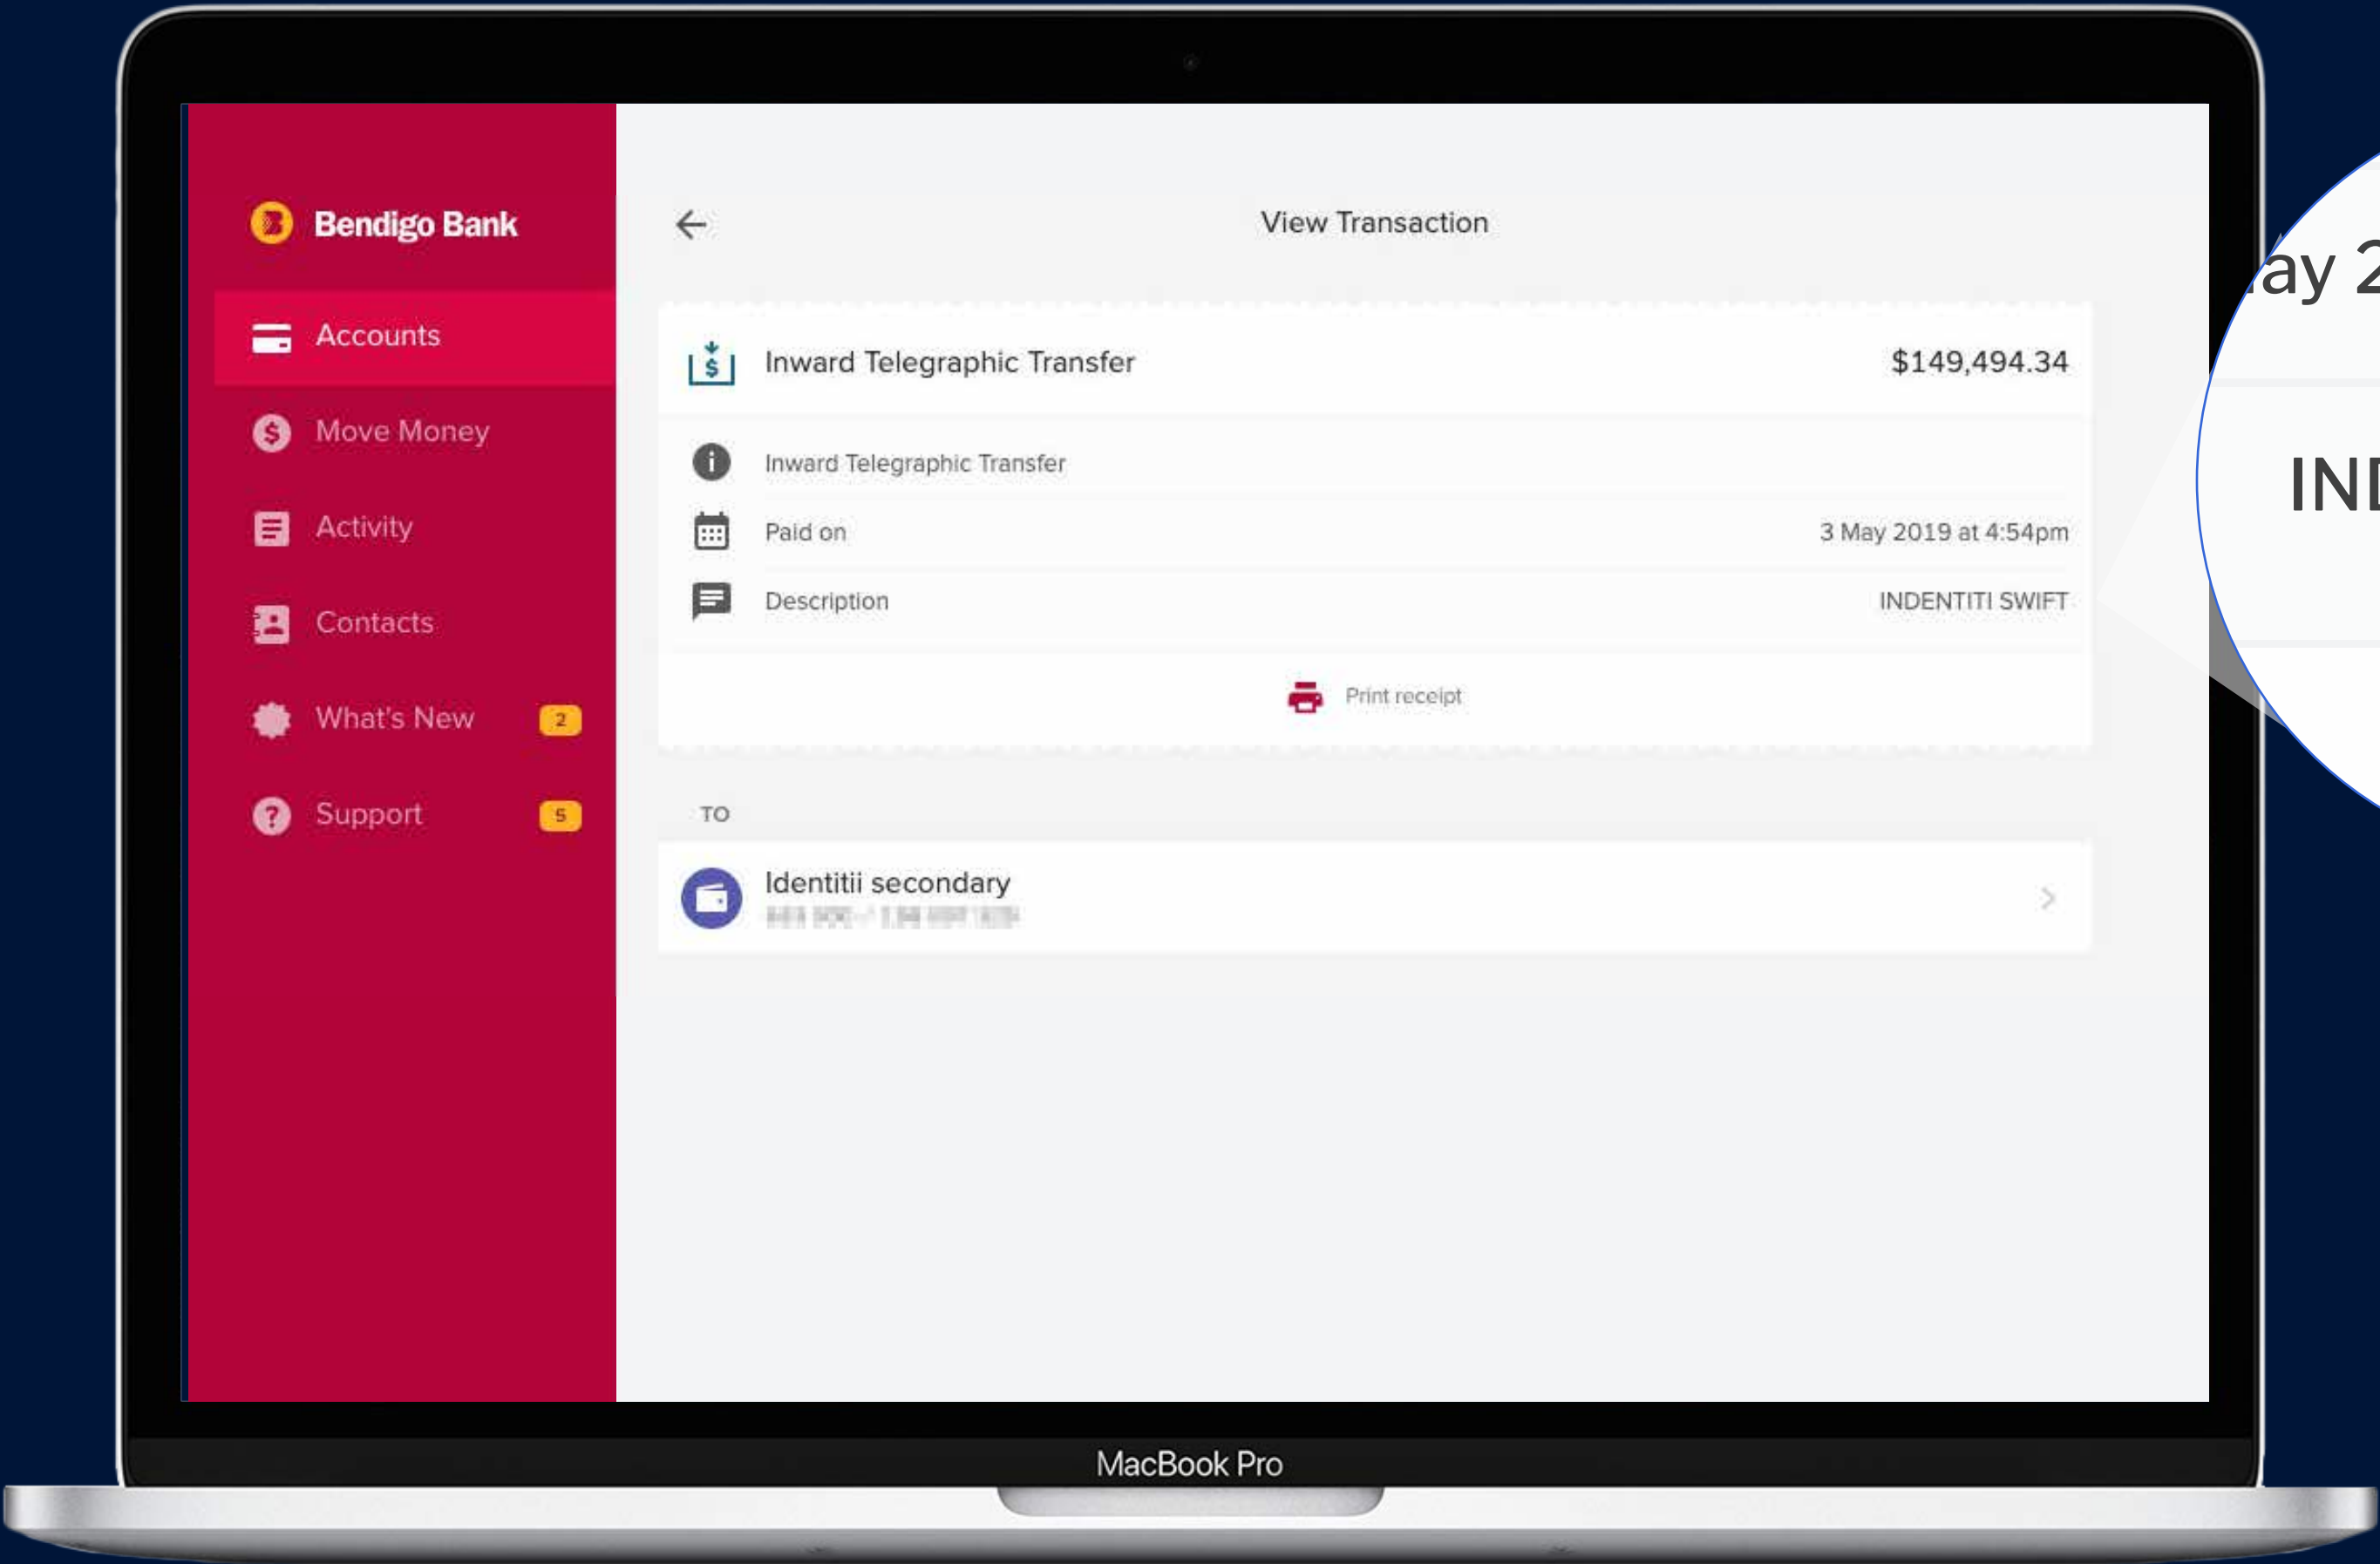 Bendigo Bank
Accounts
Move Money
Activity
Contacts
What's New 2
Support 5
View Transaction
Inward Telegraphic Transfer $149,494.34
Inward Telegraphic Transfer
Paid on 3 May 2019 at 4:54pm
Description INDENTITI SWIFT
Print receipt
TO
Identitii secondary
ay 2
IND
MacBook Pro